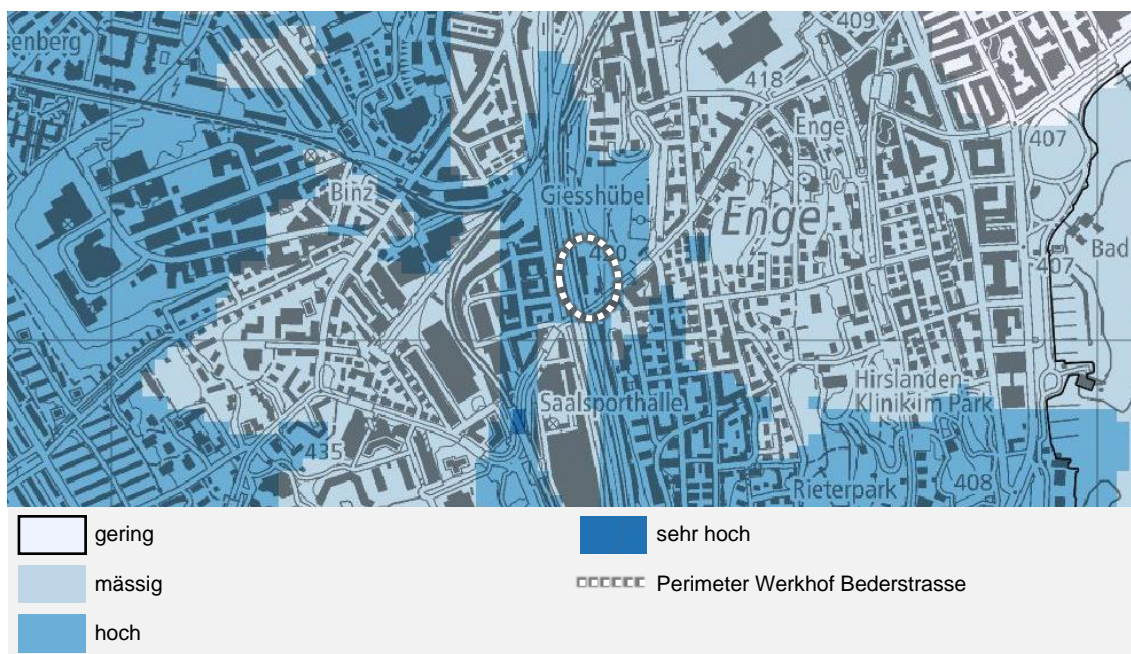 senberg
409
418
Enge
407
Binz
Giesshübel
Enge
Bad
407
Hirslanden
Klinik im Park
Saalsporthalle
435
Rieterpark
408
gering
sehr hoch
mässig
Perimeter Werkhof Bederstrasse
hoch